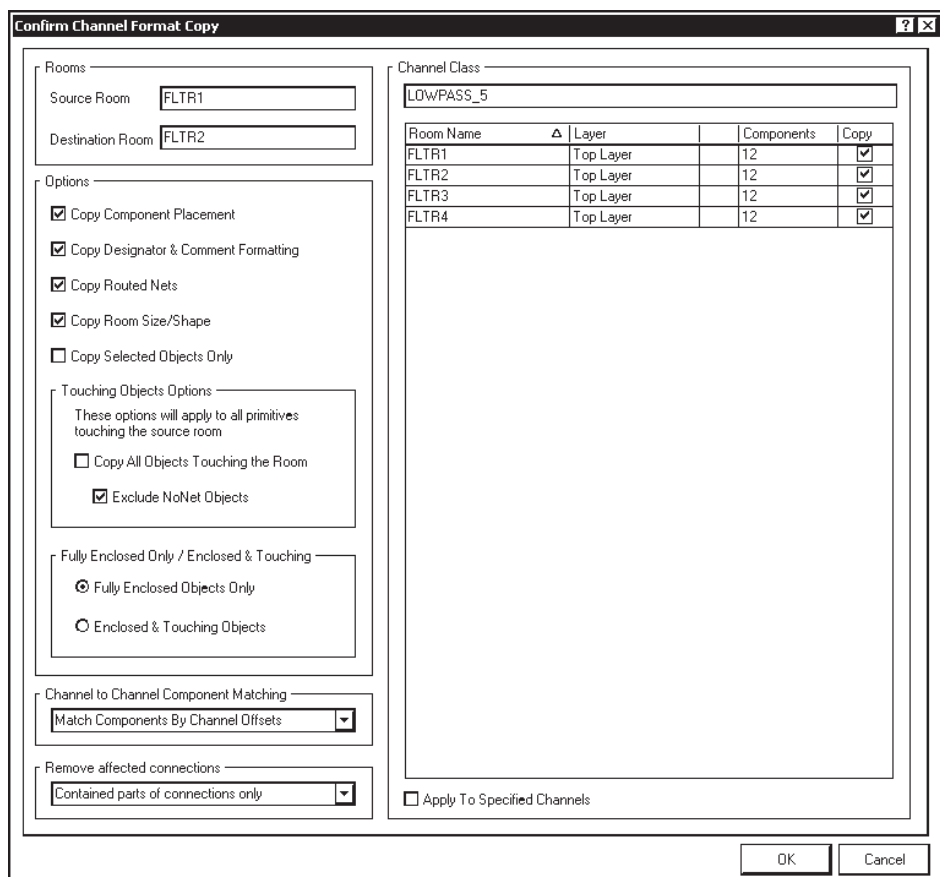 Confirm Channel Format Copy
Rooms
Source Room FLTR1
Destination Room FLTR2
Options
Copy Component Placement
Copy Designator & Comment Formatting
Copy Routed Nets
Copy Room Size/Shape
Copy Selected Objects Only
Touching Objects Options
These options will apply to all primitives
touching the source room
Copy All Objects Touching the Room
Exclude NoNet Objects
Fully Enclosed Only / Enclosed & Touching
Fully Enclosed Objects Only
Enclosed & Touching Objects
Channel to Channel Component Matching
Match Components By Channel Offsets
Remove affected connections
Contained parts of connections only
Channel Class
LOWPASS_5
Room Name Layer Components Copy
FLTR1 Top Layer 12
FLTR2 Top Layer 12
FLTR3 Top Layer 12
FLTR4 Top Layer 12
Apply To Specified Channels
OK Cancel